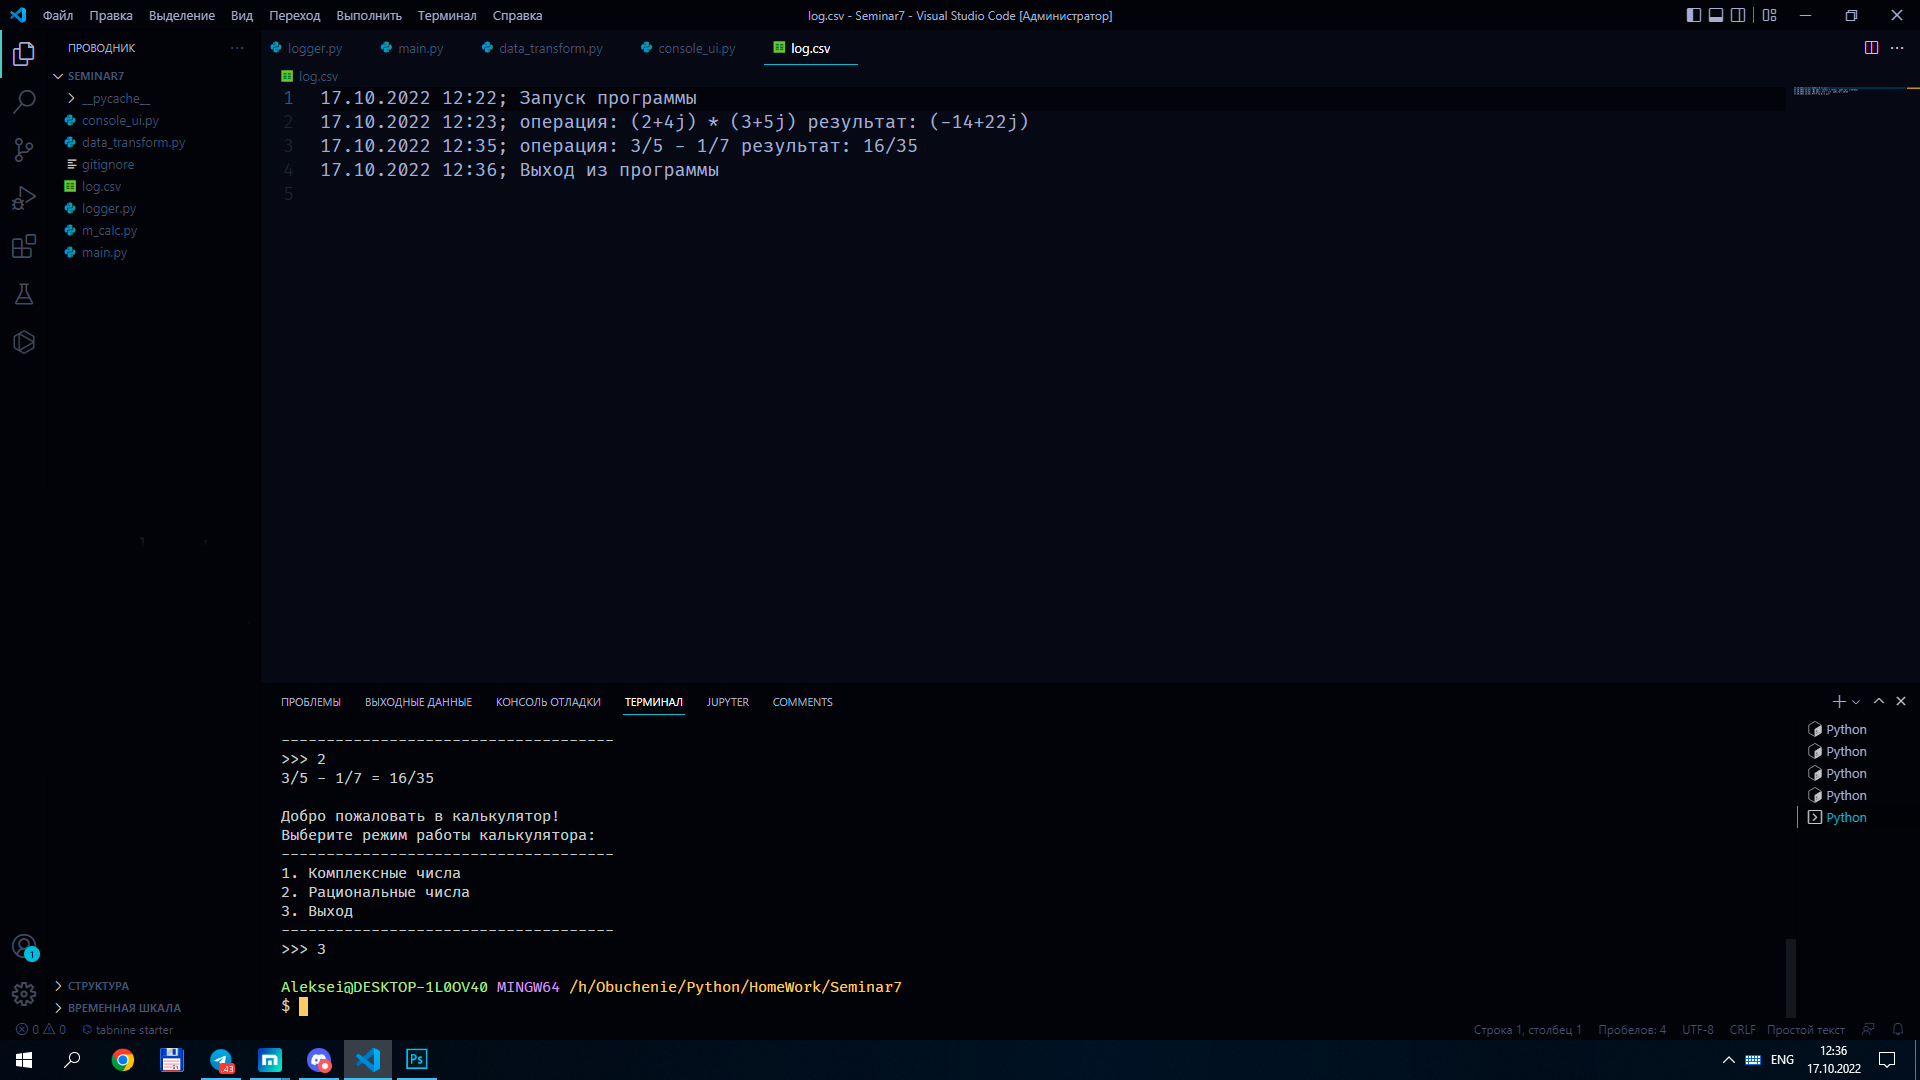 Файл Правка Выделение Вид Переход Выполнить Терминал Справка
log.csv - Seminar7 - Visual Studio Code [Администратор]
ПРОВОДНИК
SEMINAR7
__pycache__
console_ui.py
data_transform.py
gitignore
log.csv
logger.py
m_calc.py
main.py
logger.py main.py data_transform.py console_ui.py log.csv
log.csv
1 17.10.2022 12:22; Запуск программы
2 17.10.2022 12:23; операция: (2+4j) * (3+5j) результат: (-14+22j)
3 17.10.2022 12:35; операция: 3/5 - 1/7 результат: 16/35
4 17.10.2022 12:36; Выход из программы
5
ПРОБЛЕМЫ ВЫХОДНЫЕ ДАННЫЕ КОНСОЛЬ ОТЛАДКИ ТЕРМИНАЛ JUPYTER COMMENTS
-------------------------------------
>>> 2
3/5 - 1/7 = 16/35
Добро пожаловать в калькулятор!
Выберите режим работы калькулятора:
-------------------------------------
1. Комплексные числа
2. Рациональные числа
3. Выход
-------------------------------------
>>> 3
Aleksei@DESKTOP-1L0OV40 MINGW64 /h/Obuchenie/Python/HomeWork/Seminar7
$
Python
Python
Python
Python
Python
1
СТРУКТУРА
ВРЕМЕННАЯ ШКАЛА
0 0 tabnine starter
Строка 1, столбец 1 Пробелов: 4 UTF-8 CRLF Простой текст
43
Ps
ENG
12:36
17.10.2022